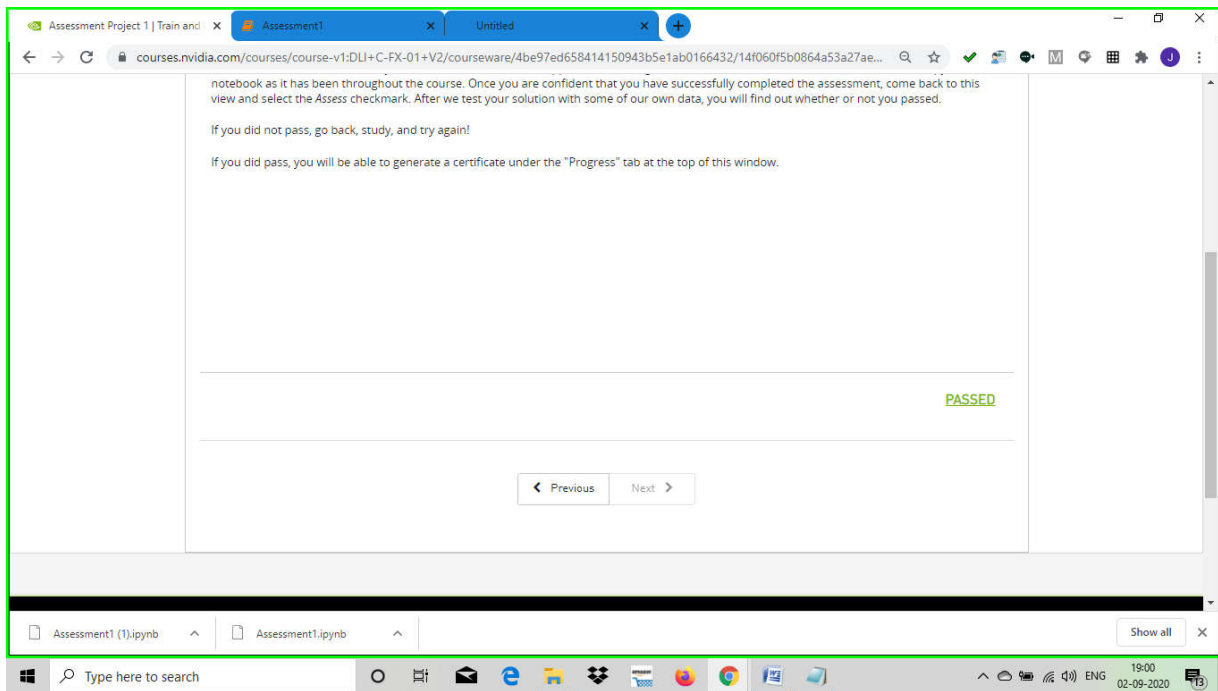 Assessment Project 1 | Train and
Assessment1
Untitled
courses.nvidia.com/courses/course-v1:DLI+C-FX-01+V2/courseware/4be97ed658414150943b5e1ab0166432/14f060f5b0864a53a27ae...
notebook as it has been throughout the course. Once you are confident that you have successfully completed the assessment, come back to this
view and select the Assess checkmark. After we test your solution with some of our own data, you will find out whether or not you passed.
If you did not pass, go back, study, and try again!
If you did pass, you will be able to generate a certificate under the "Progress" tab at the top of this window.
PASSED
Previous
Next
Assessment1 (1).ipynb
Assessment1.ipynb
Show all
Type here to search
ENG
19:00
02-09-2020
13